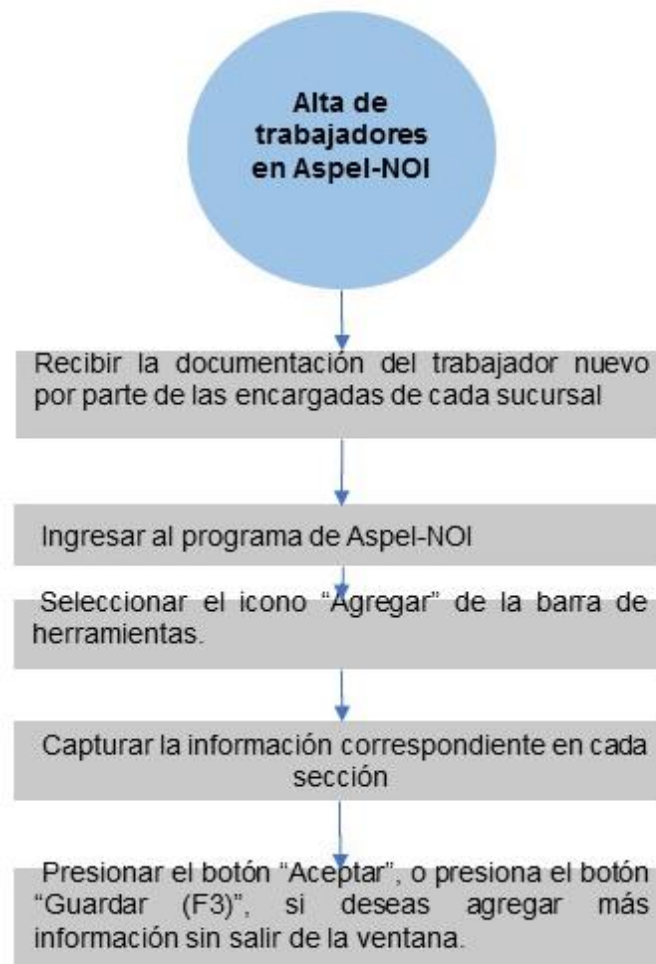 Alta de
trabajadores
en Aspel-NOI
Recibir la documentación del trabajador nuevo
por parte de las encargadas de cada sucursal
Ingresar al programa de Aspel-NOI
Seleccionar el icono “Agregar” de la barra de
herramientas.
Capturar la información correspondiente en cada
sección
Presionar el botón “Aceptar”, o presiona el botón
“Guardar (F3)”, si deseas agregar más
información sin salir de la ventana.